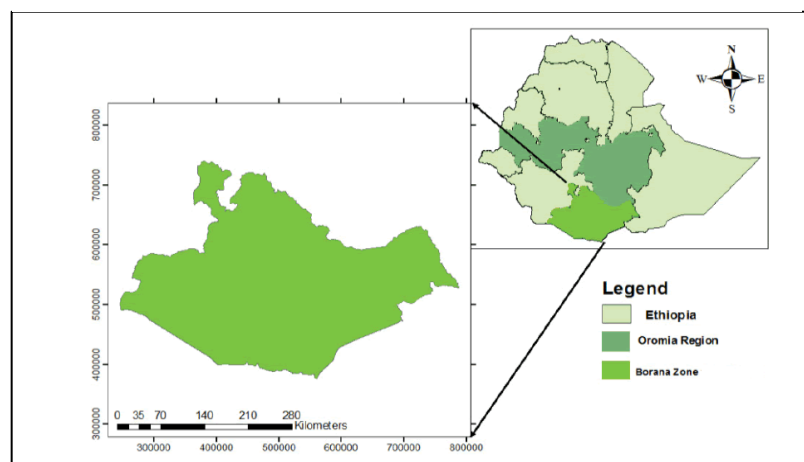 N
W E
S
800000
700000
600000
500000
400000
300000
0 35 70 140 210 280
Kilometers
300000 400000 500000 600000 700000 800000
Legend
Ethiopia
Oromia Region
Borana Zone